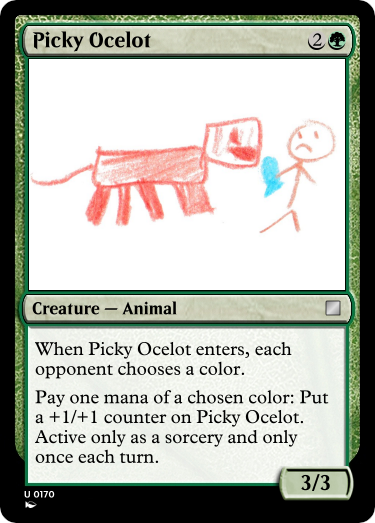 Picky Ocelot 2
Creature — Animal
When Picky Ocelot enters, each
opponent chooses a color.
Pay one mana of a chosen color: Put
a +1/+1 counter on Picky Ocelot.
Active only as a sorcery and only
once each turn.
3/3
U 0170